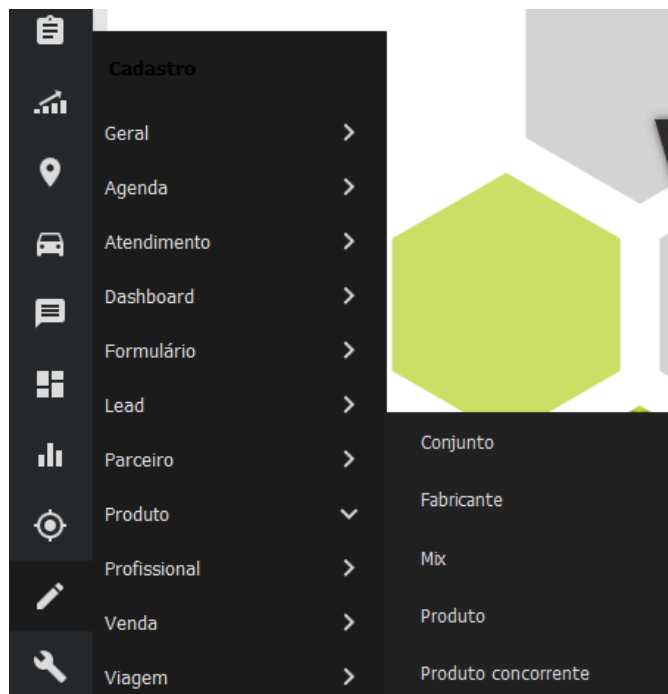 Cadastro
Geral
Agenda
Atendimento
Dashboard
Formulário
Lead
Parceiro
Produto
Profissional
Venda
Viagem
Conjunto
Fabricante
Mix
Produto
Produto concorrente